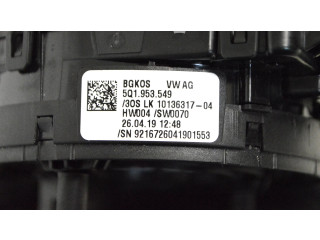 BGKOS VW AG
5Q1.953.549
/3OS LK 10136317-04
HW004 /SW0070
26.04.19 12:48
/SN 9216726041901553